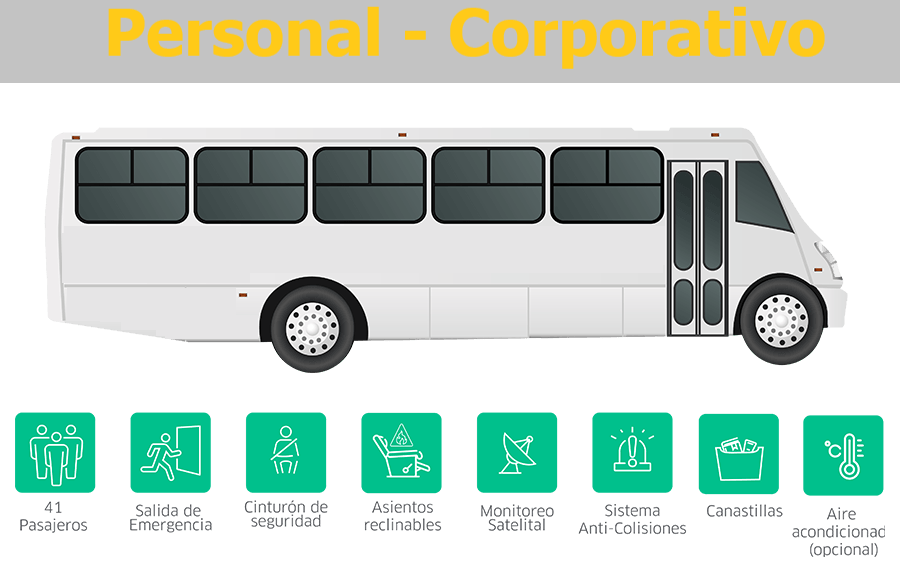 Personal - Corporativo
41
Pasajeros
Salida de
Emergencia
Cinturón de
seguridad
Asientos
reclinables
Monitoreo
Satelital
Sistema
Anti-Colisiones
Canastillas
Aire
acondicionad
(opcional)